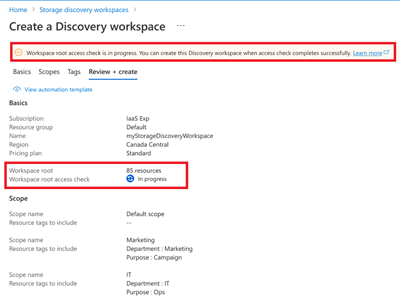 Home > Storage discovery workspaces >
Create a Discovery workspace ...
Workspace root access check is in progress. You can create this Discovery workspace when access check completes successfully. Learn more
Basics Scopes Tags Review + create
View automation template
Basics
Subscription IaaS Exp
Resource group Default
Name myStorageDiscoveryWorkspace
Region Canada Central
Pricing plan Standard
Workspace root 85 resources
Workspace root access check In progress
Scope
Scope name Default scope
Resource tags to include --
Scope name Marketing
Resource tags to include Department : Marketing
Purpose : Campaign
Scope name IT
Resource tags to include Department : IT
Purpose : Ops